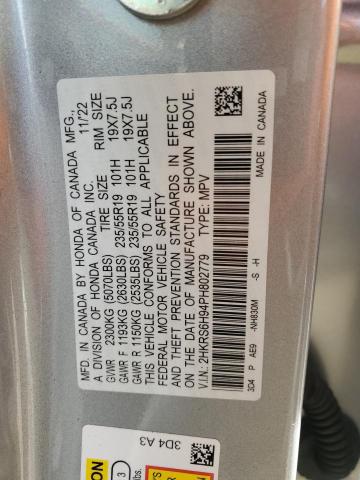 MFD. IN CANADA BY HONDA OF CANADA MFG.,
A DIVISION OF HONDA CANADA INC. 11/22
TIRE SIZE RIM SIZE
GVWR 2300KG (5070LBS)
GAWR F 1193KG (2630LBS) 235/55R19 101H 19X7.5J
GAWR R 1150KG (2535LBS) 235/55R19 101H 19X7.5J
THIS VEHICLE CONFORMS TO ALL APPLICABLE
FEDERAL MOTOR VEHICLE SAFETY
AND THEFT PREVENTION STANDARDS IN EFFECT
ON THE DATE OF MANUFACTURE SHOWN ABOVE.
V.I.N.: 2HKRS6H94PH802779 TYPE: MPV
3D4 P AE9 -NH830M -S -H
MADE IN CANADA
3D4 A3
3